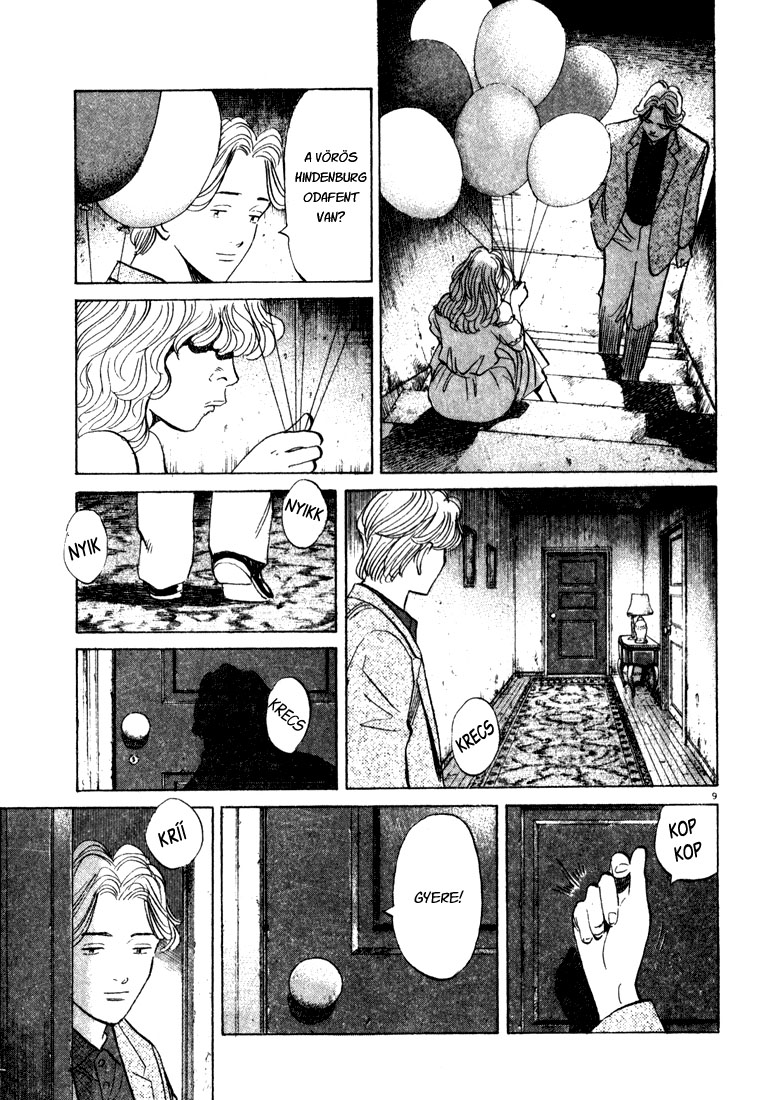 A VÖRÖS
HINDENBURG
ODAFENT
VAN?
KRECS
NYIKK
NYIK
KRECS
9
KOP
KOP
GYERE!
KRÍÍ